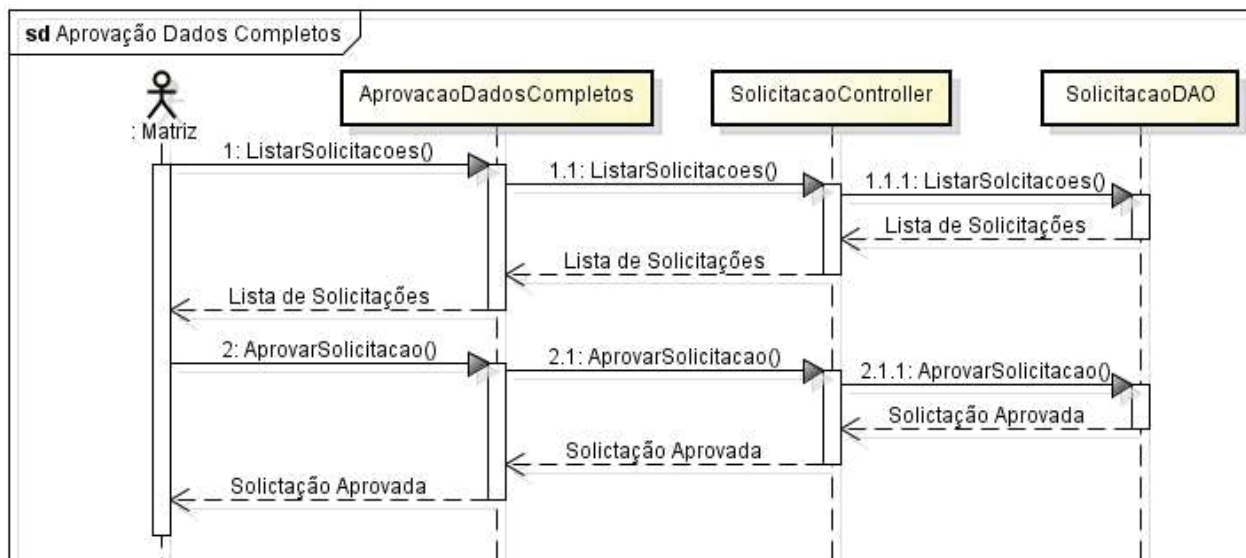 sd Aprovação Dados Completos
AprovacaoDadosCompletos
SolicitacaoController
SolicitacaoDAO
: Matriz
1: ListarSolicitacoes()
1.1: ListarSolicitacoes()
1.1.1: ListarSolcitacoes()
Lista de Solicitações
Lista de Solicitações
Lista de Solicitações
2: AprovarSolicitacao()
2.1: AprovarSolicitacao()
2.1.1: AprovarSolicitacao()
Solictação Aprovada
Solictação Aprovada
Solictação Aprovada